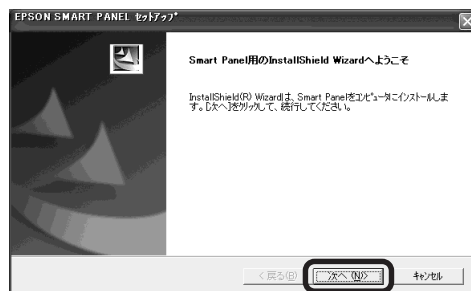 EPSON SMART PANEL ｾｯﾄｱｯﾌﾟ
Smart Panel用のInstallShield Wizardへようこそ
InstallShield(R) Wizardは、Smart Panelをｺﾝﾋﾟｭｰﾀにｲﾝｽﾄｰﾙしま
す。[次へ]をｸﾘｯｸして、続行してください。
< 戻る(B)
次へ (N)>
ｷｬﾝｾﾙ